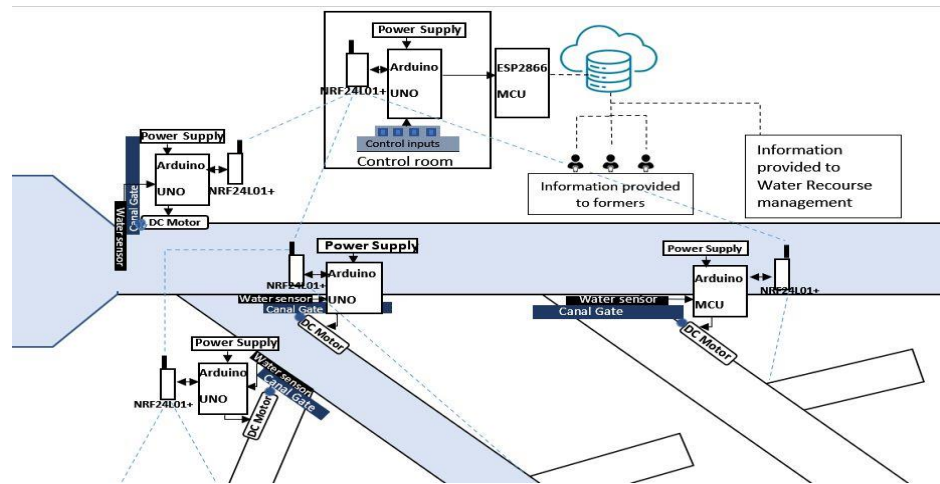 Power Supply
Arduino
UNO
NRF24L01+
Control inputs
Control room
ESP2866
MCU
Information provided
to formers
Information
provided to
Water Recourse
management
Power Supply
Arduino
UNO
NRF24L01+
Canal Gate
Water sensor
DC Motor
Power Supply
Arduino
UNO
NRF24L01+
Water sensor
Canal Gate
DC Motor
Power Supply
Arduino
MCU
NRF24L01+
Water sensor
Canal Gate
DC Motor
Power Supply
Arduino
UNO
NRF24L01+
Water sensor
Canal Gate
DC Motor